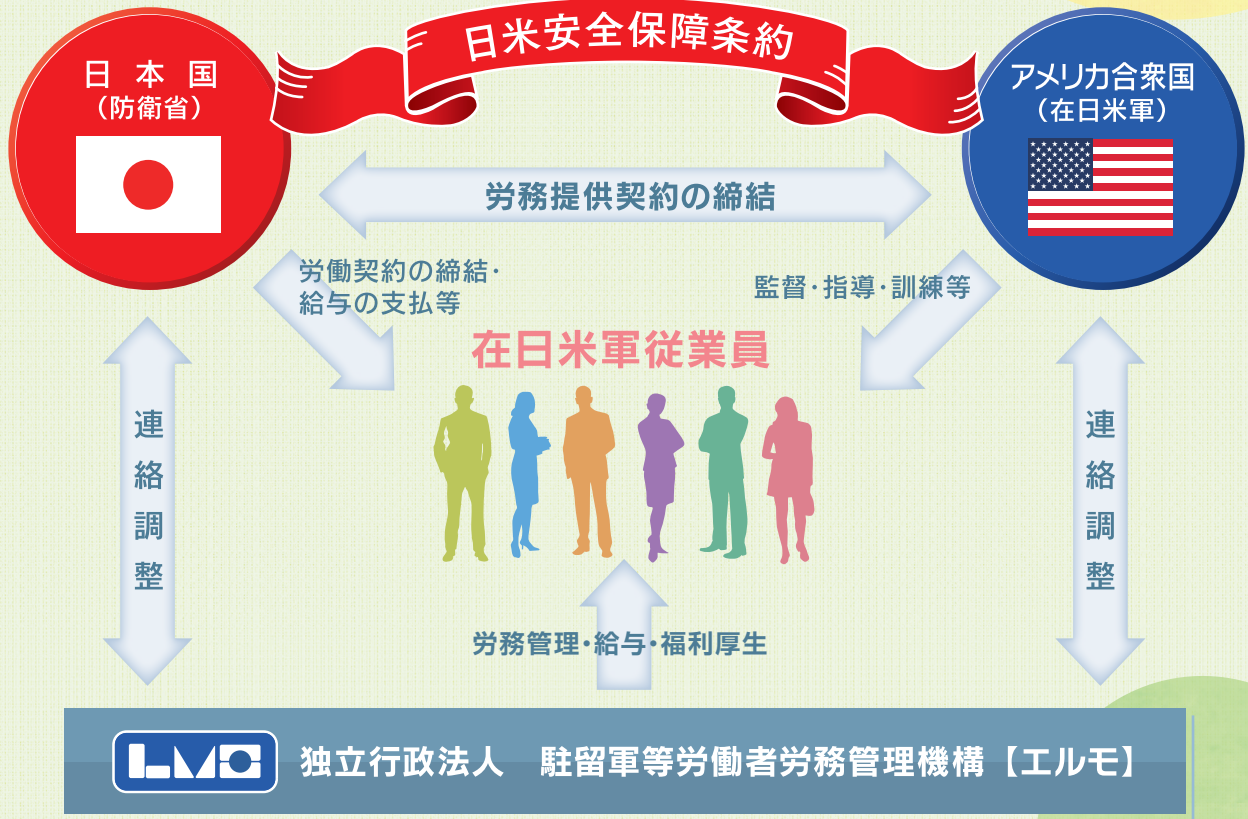 日米安全保障条約
日本国
（防衛省）
アメリカ合衆国
（在日米軍）
労務提供契約の締結
労働契約の締結・
給与の支払等
監督・指導・訓練等
在日米軍従業員
連絡調整
連絡調整
労務管理・給与・福利厚生
LMO
独立行政法人　駐留軍等労働者労務管理機構【エルモ】